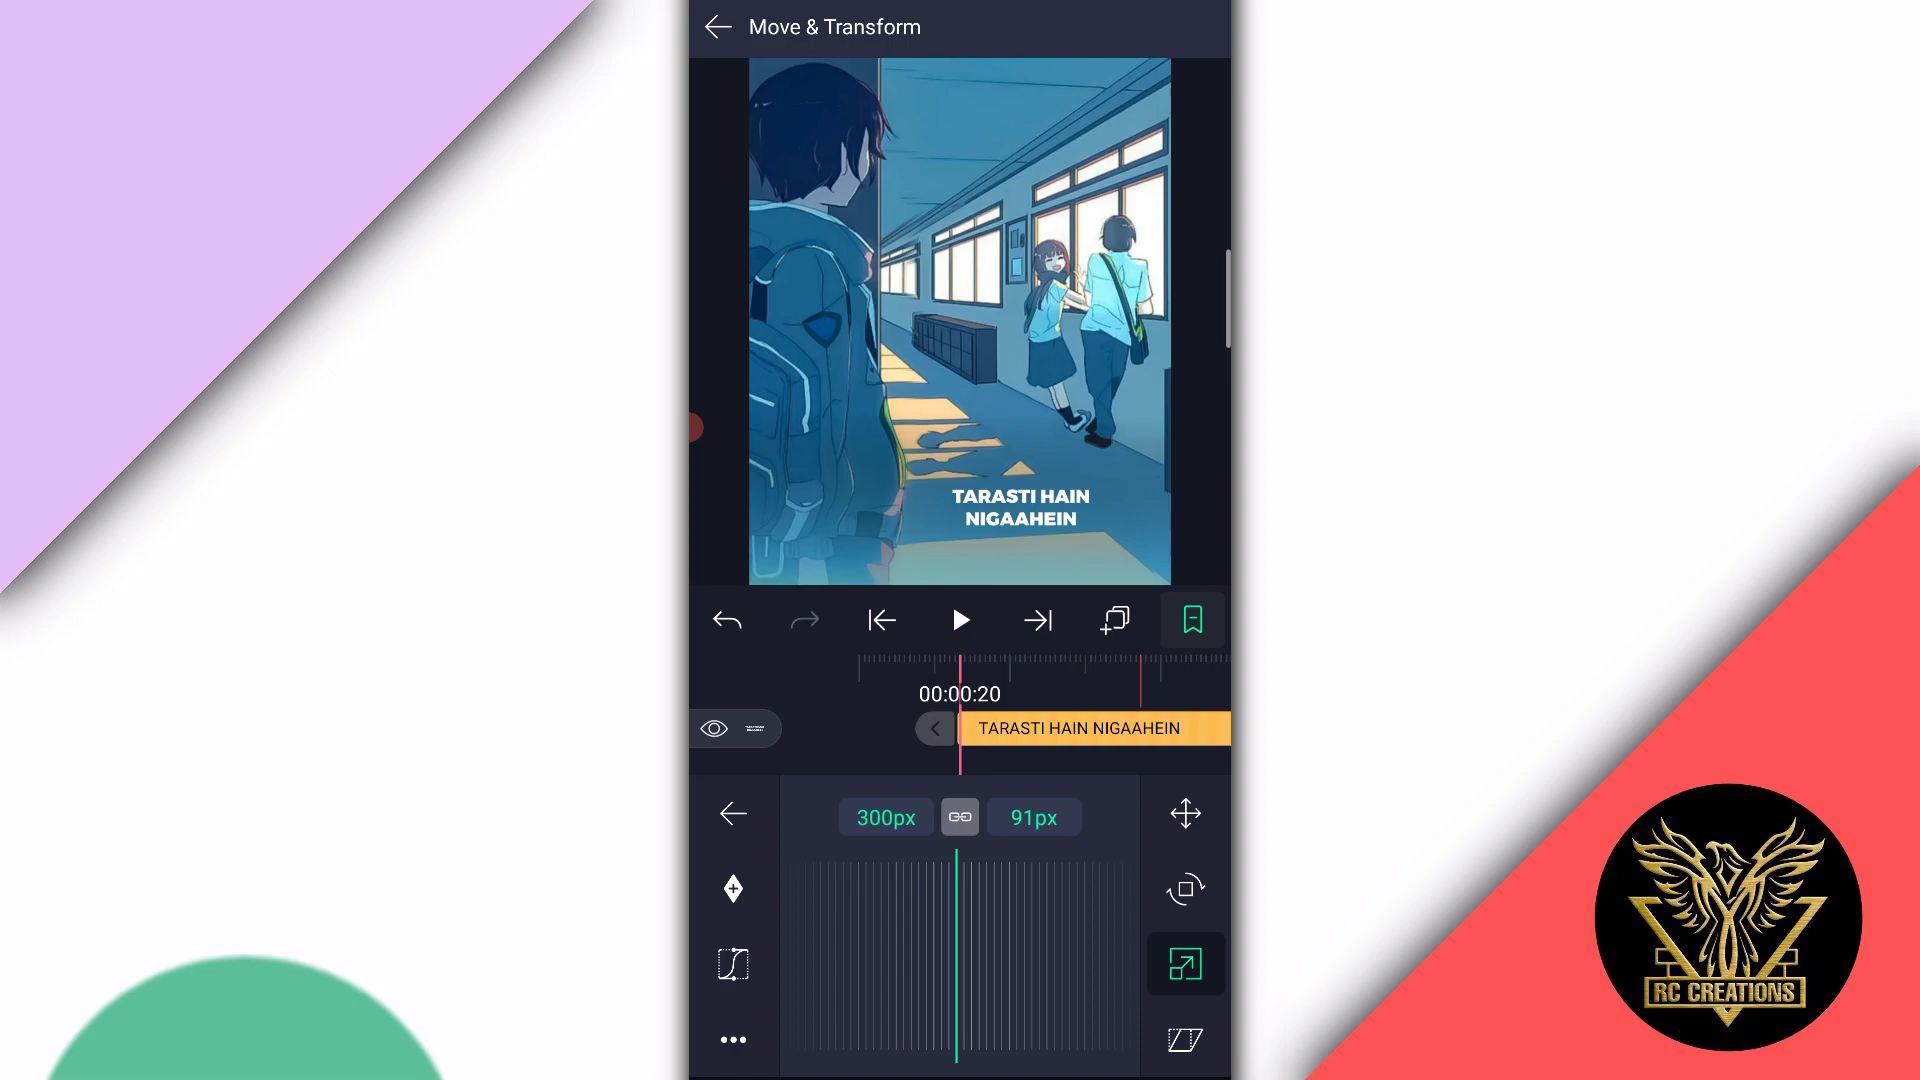 Move & Transform
TARASTI HAIN
NIGAAHEIN
00:00:20
TARASTI HAIN NIGAAHEIN
300px
91px
RC CREATIONS